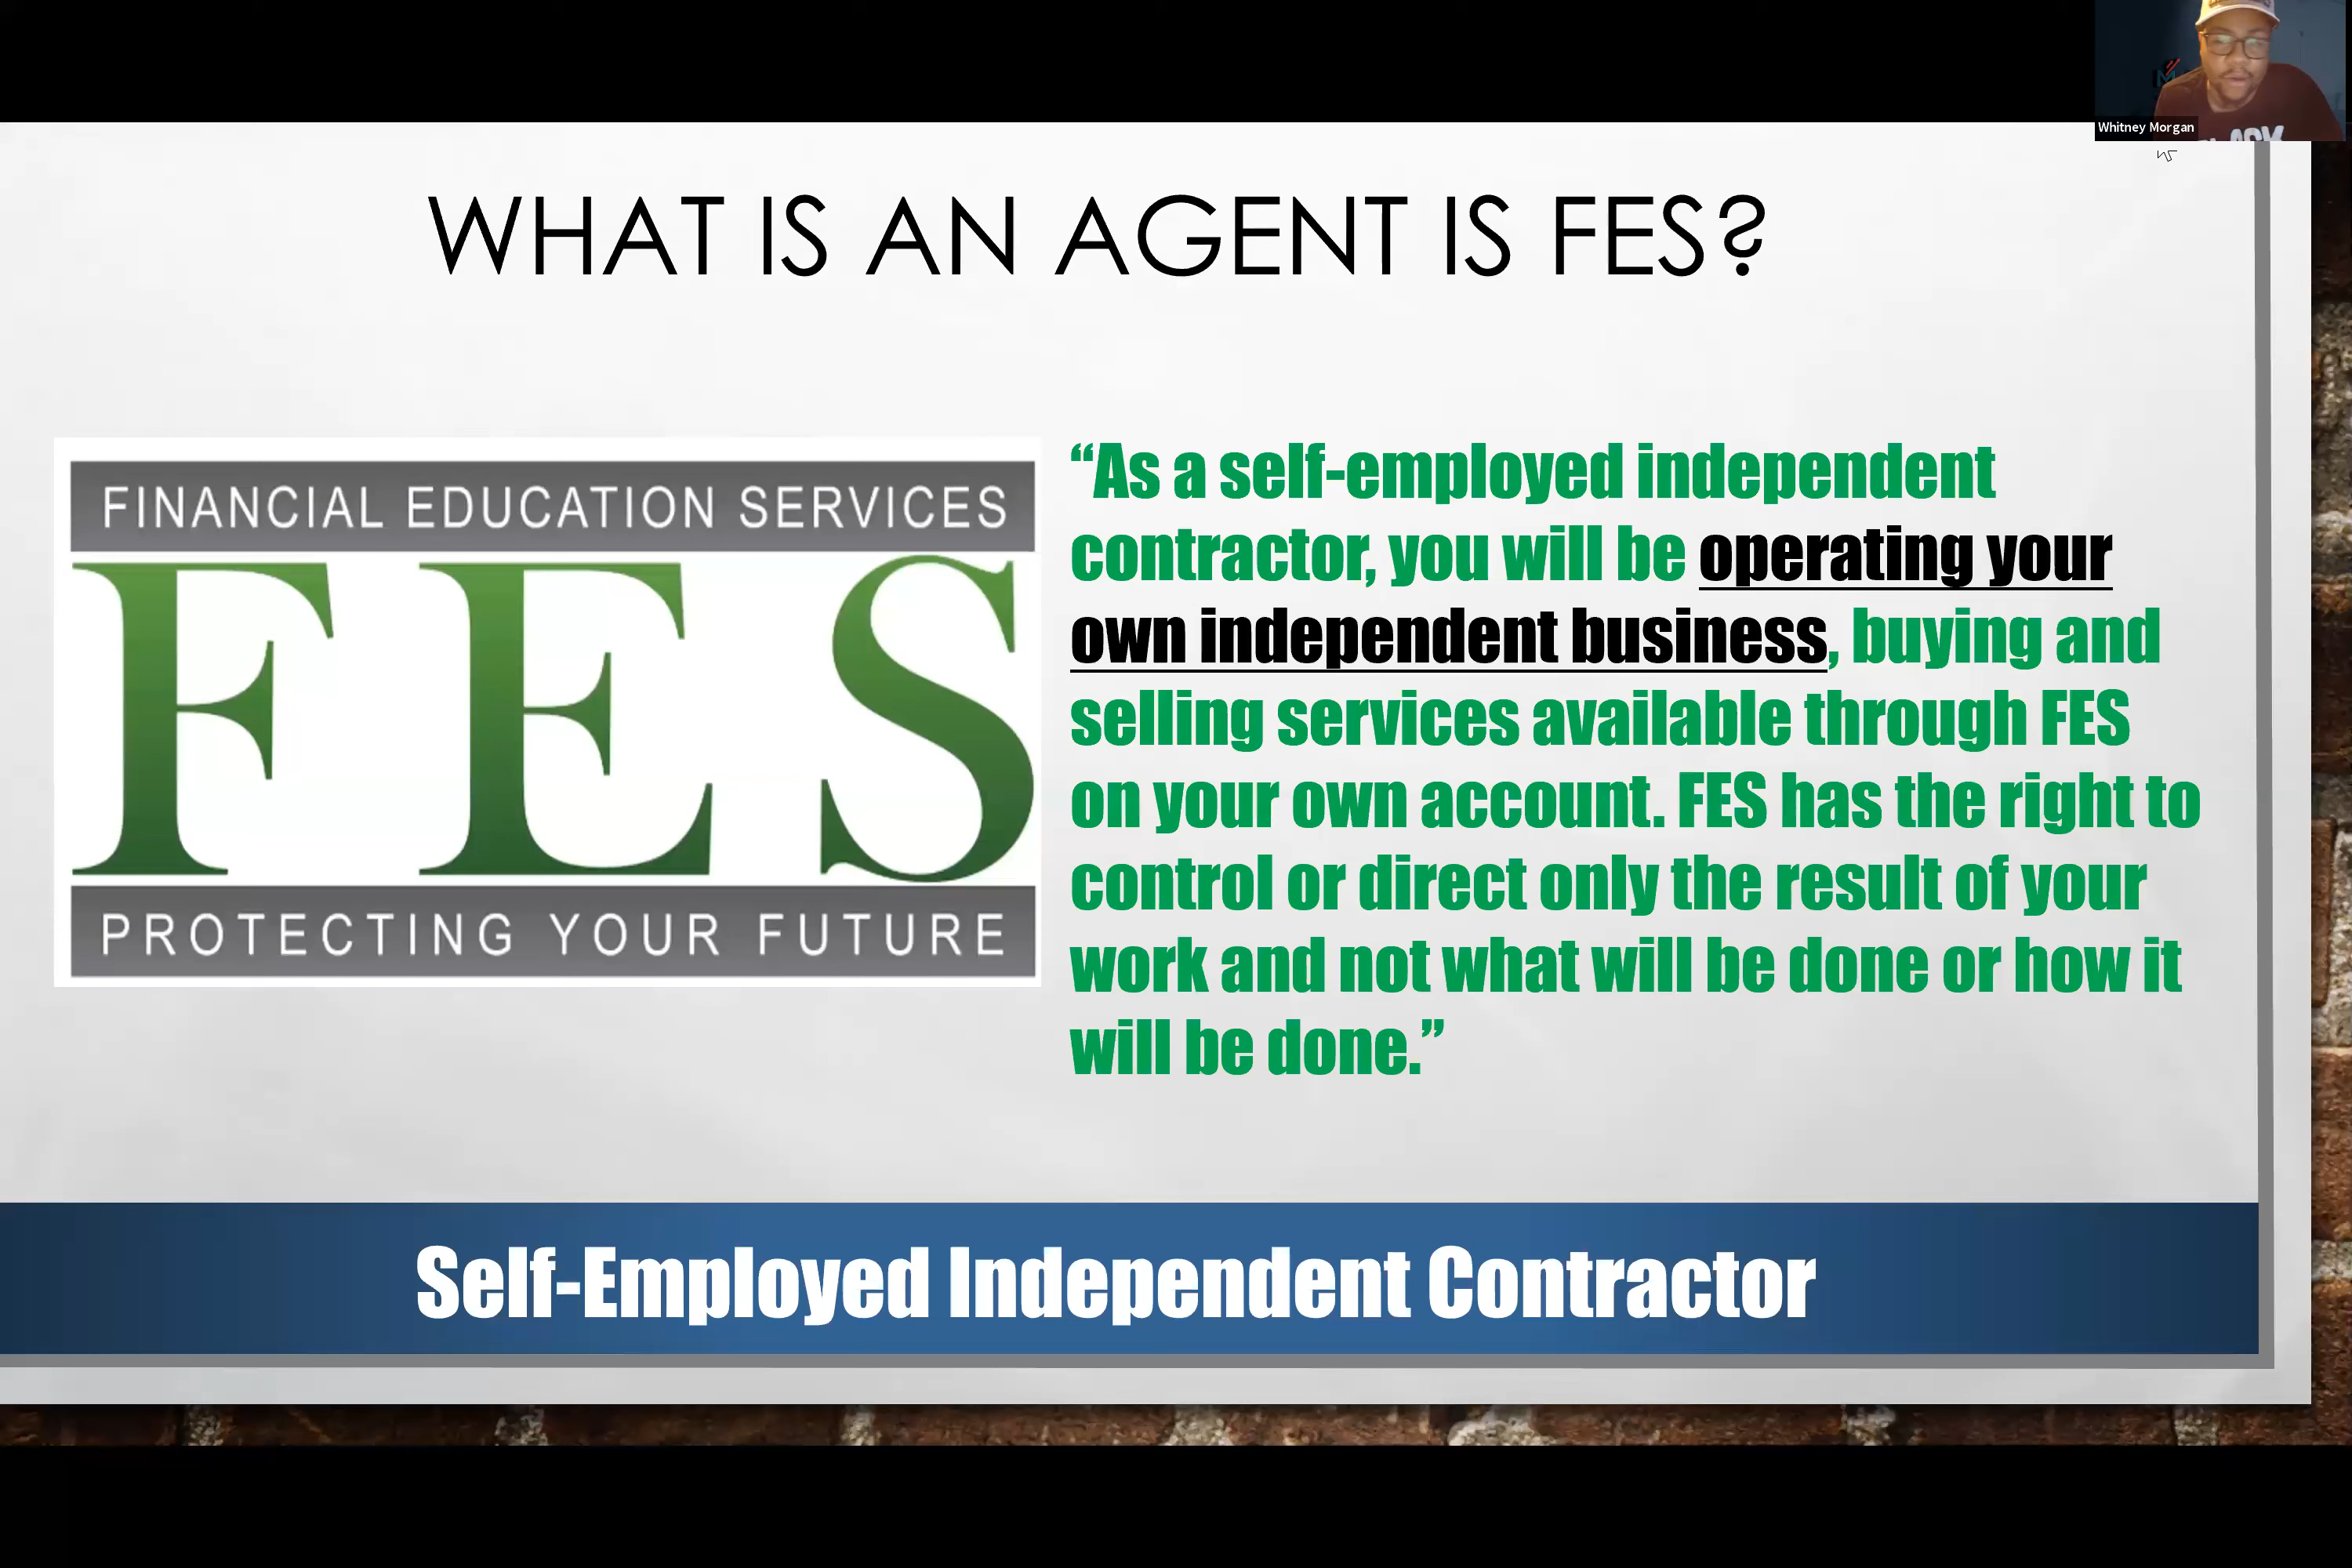 Whitney Morgan
WHAT IS AN AGENT IS FES?
FINANCIAL EDUCATION SERVICES
FES
PROTECTING YOUR FUTURE
“As a self-employed independent
contractor, you will be operating your
own independent business, buying and
selling services available through FES
on your own account. FES has the right to
control or direct only the result of your
work and not what will be done or how it
will be done.”
Self-Employed Independent Contractor